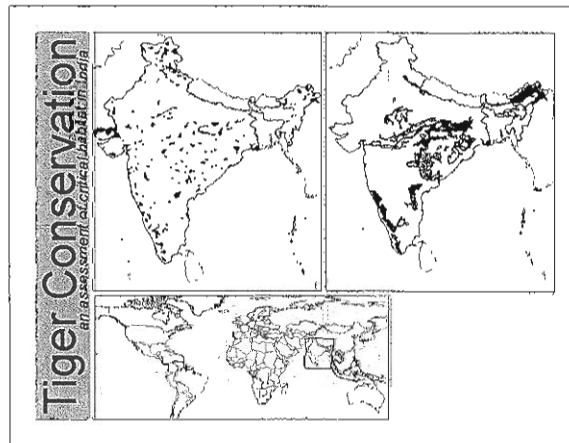 Tiger Conservation
an assessment of critical habitat in India